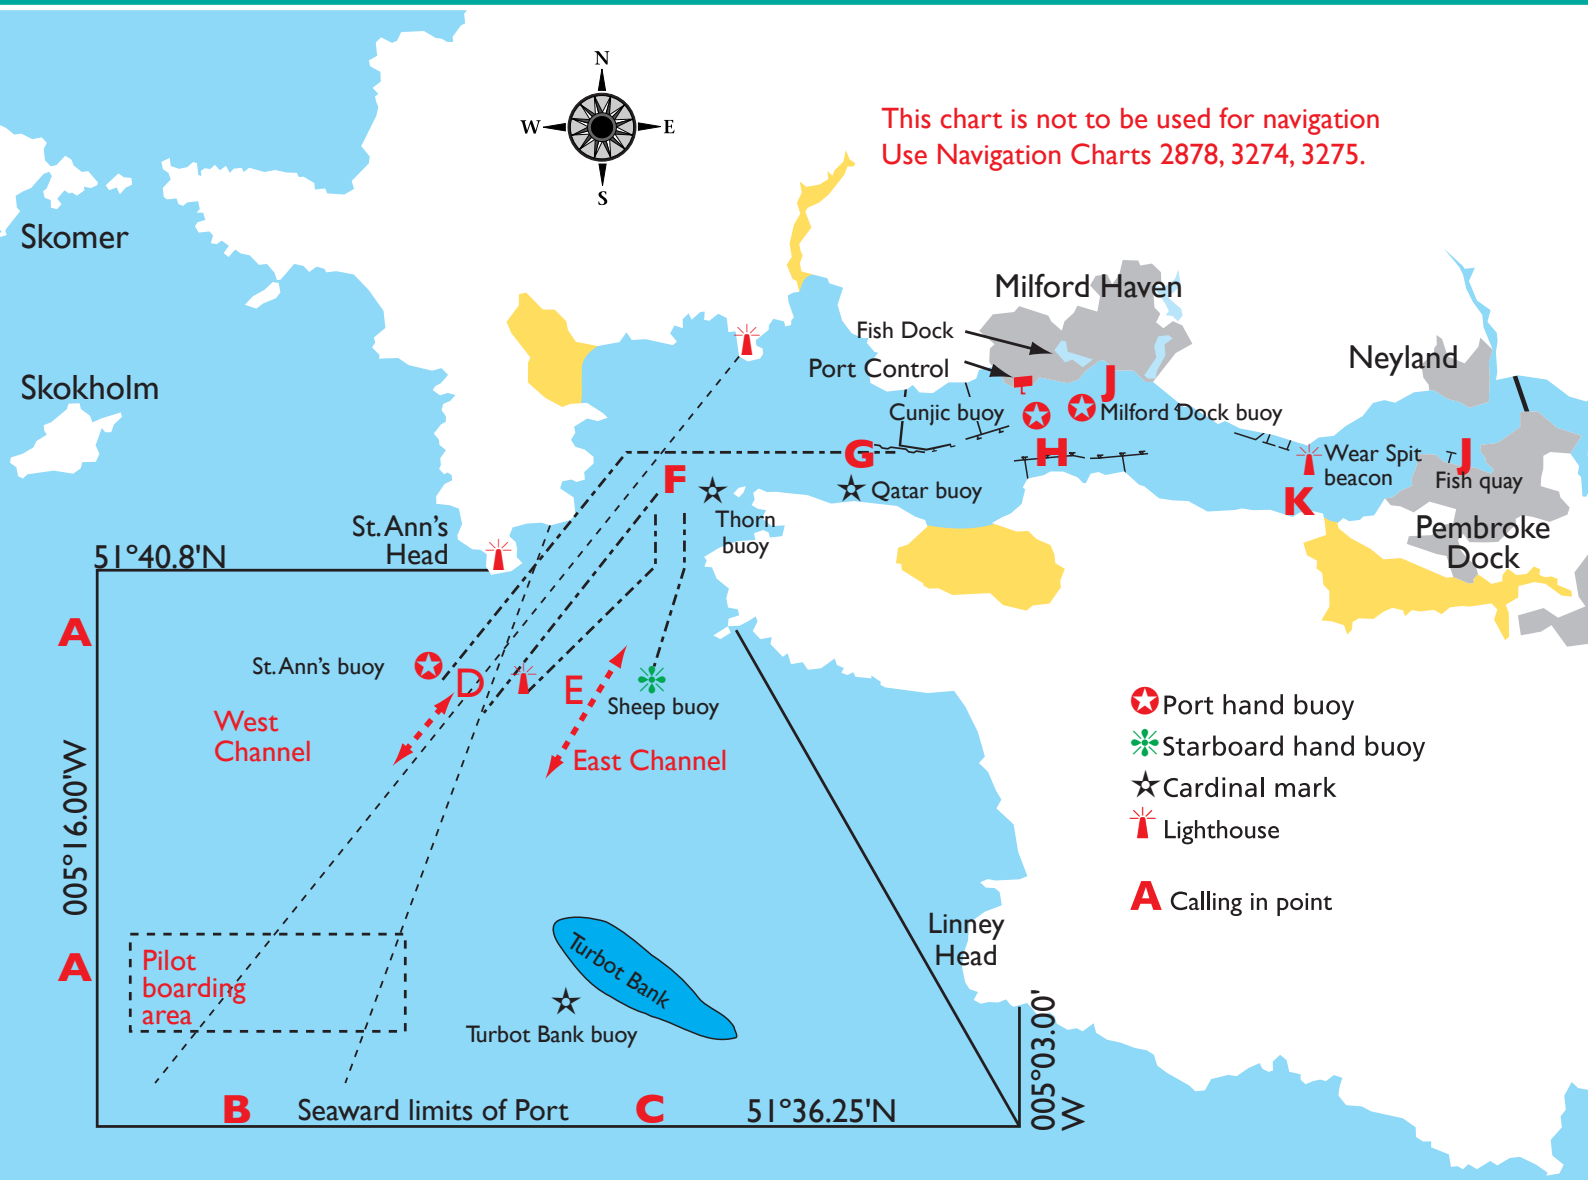 N
W
E
S
This chart is not to be used for navigation
Use Navigation Charts 2878, 3274, 3275.
Skomer
Milford Haven
Fish Dock
Neyland
Port Control
J
Skokholm
Cunjic buoy
Milford Dock buoy
G
H
Wear Spit
beacon
J
Fish quay
F
Qatar buoy
K
Thorn
buoy
St. Ann's
Head
Pembroke
Dock
51°40.8'N
A
St. Ann's buoy
D
E
Sheep buoy
West
Channel
East Channel
Port hand buoy
Starboard hand buoy
Cardinal mark
Lighthouse
A Calling in point
005°16.00'W
Linney
Head
A
Pilot
boarding
area
Turbot Bank
Turbot Bank buoy
005°03.00'
W
B
Seaward limits of Port
C
51°36.25'N